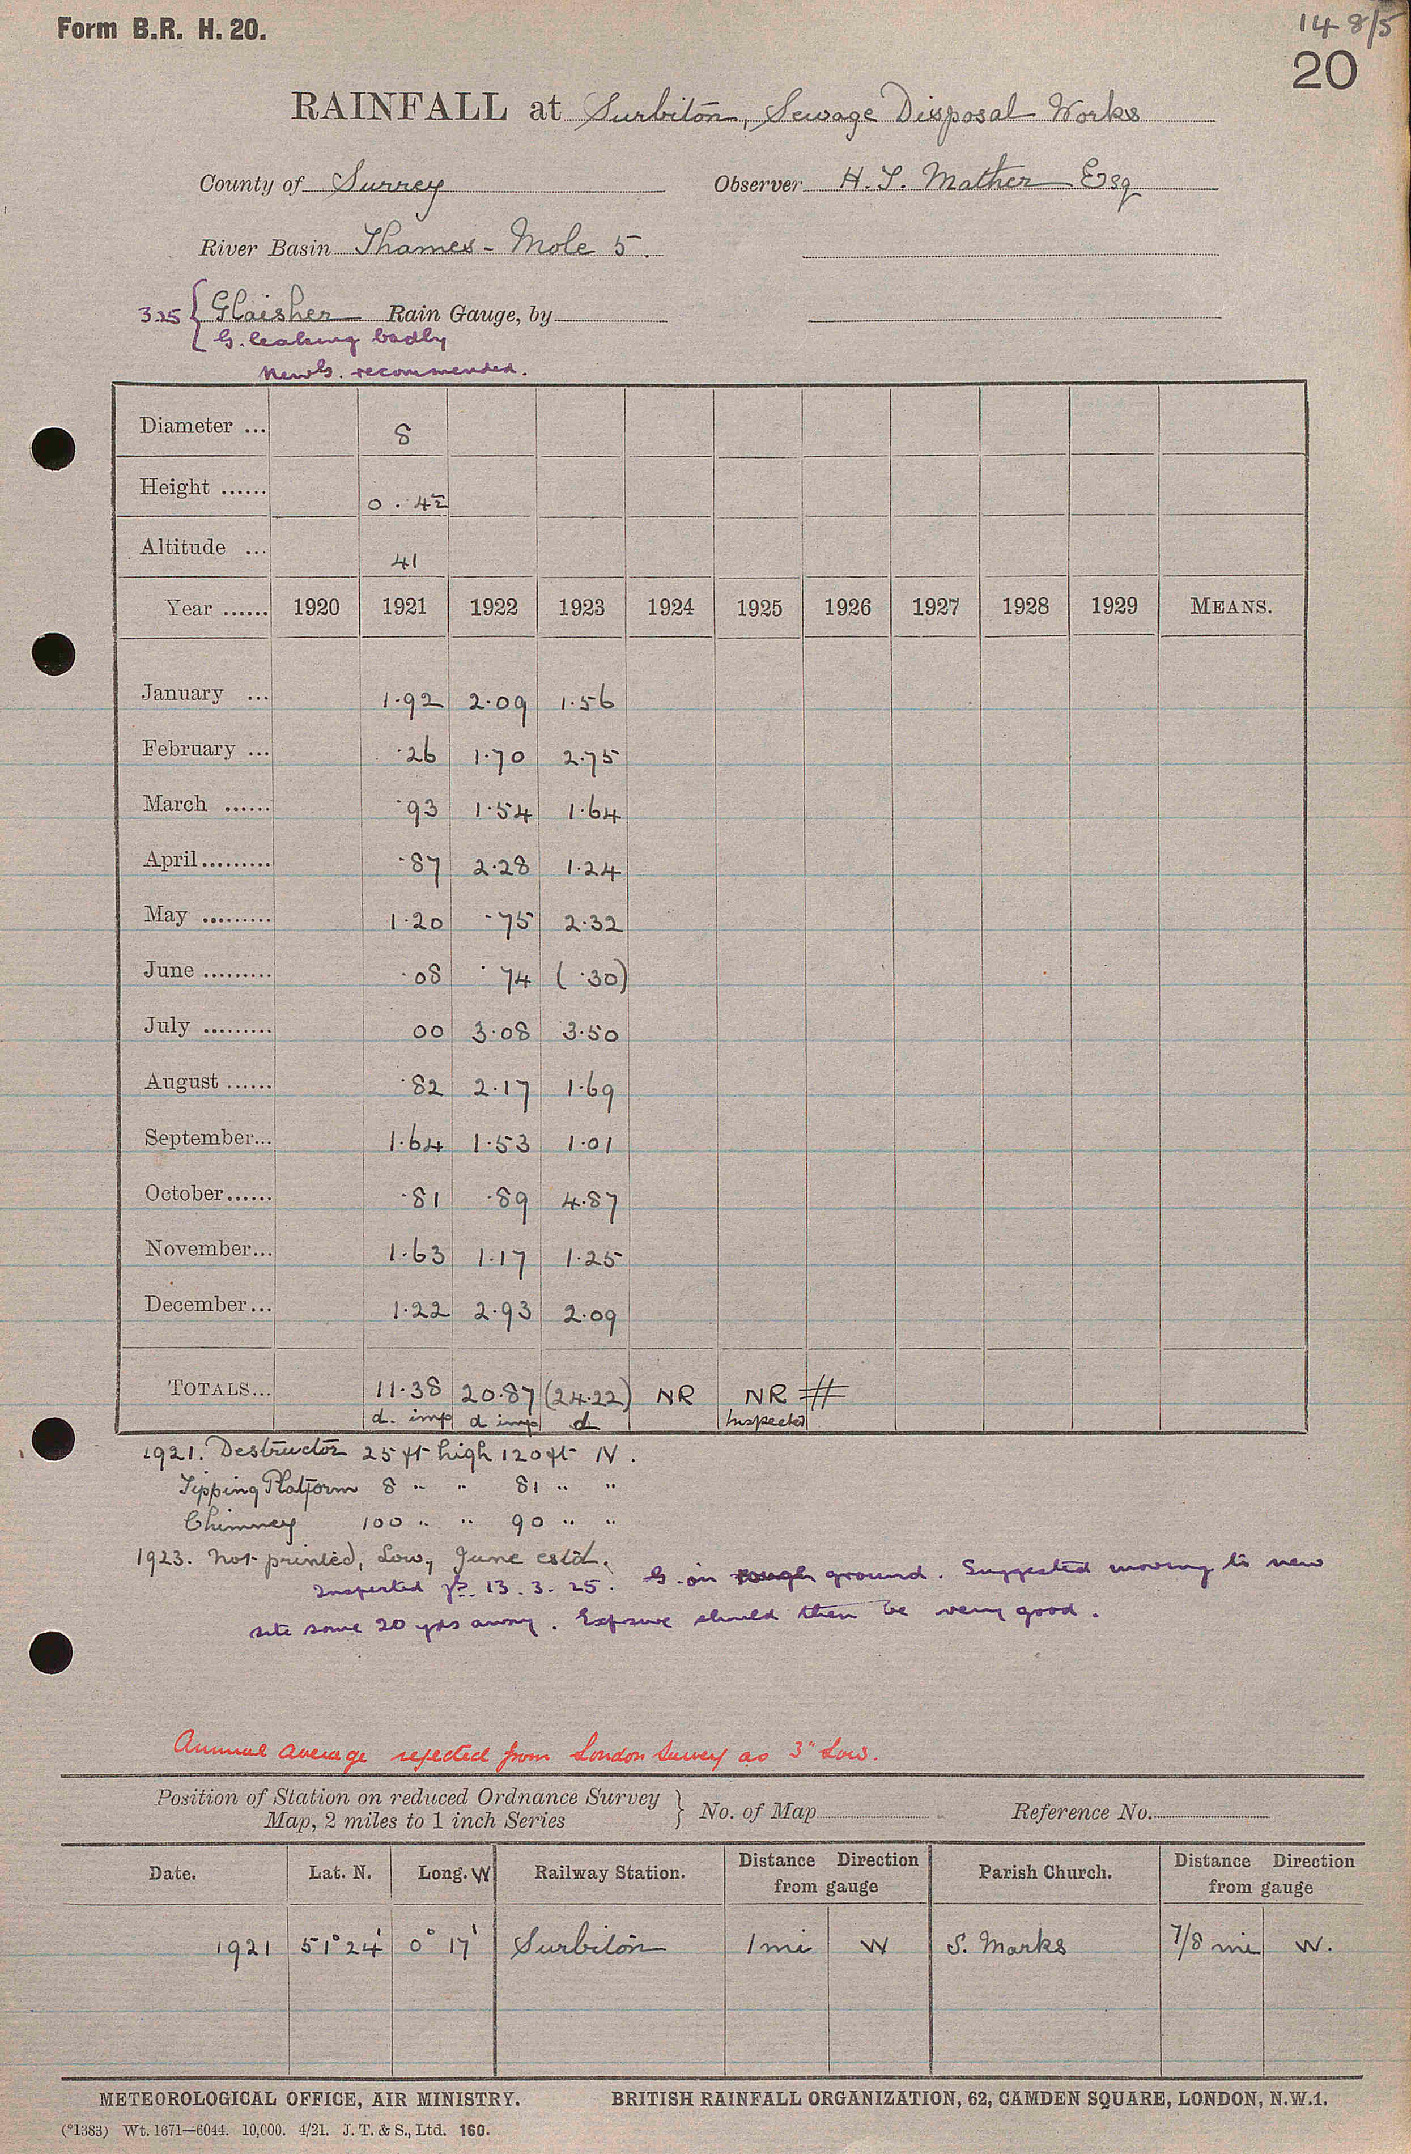 Form B.R. H. 20.
148/5
20
RAINFALL at Surbiton, Sewage Disposal Works
County of Surrey Observer H. S. Mather Esq
River Basin Thames - Mole 5.
325 { Glaisher Rain Gauge, by
G. leaking badly
New G. recommended.
Diameter ... 8
Height ...... 0. 4½
Altitude ... 41
Year ...... 1920 1921 1922 1923 1924 1925 1926 1927 1928 1929 MEANS.
January ... 1.92 2.09 1.56
February ... .26 1.70 2.75
March ...... .93 1.54 1.64
April ......... .87 2.28 1.24
May ......... 1.20 .75 2.32
June ......... .08 .74 (.30)
July ......... 00 3.08 3.50
August ...... .82 2.17 1.69
September... 1.64 1.53 1.01
October...... .81 .89 4.87
November... 1.63 1.17 1.25
December... 1.22 2.93 2.09
TOTALS... 11.38 20.87 (24.22) NR NR #
d. imp d imp d Inspected
1921. Destructor 25 ft high 120 ft N.
Tipping Platform 8 " " 81 " "
Chimney 100 " " 90 " "
1923. Not printed, Low, June estd.
Inspected 13.3.25. G. on rough ground. Suggested moving to new
site some 20 yds away. Exposure should then be very good.
Annual average rejected from London Survey as 3" Low.
Position of Station on reduced Ordnance Survey
Map, 2 miles to 1 inch Series } No. of Map Reference No.
Date. Lat. N. Long. W Railway Station. Distance Direction from gauge Parish Church. Distance Direction from gauge
1921 51° 24' 0° 17' Surbiton 1 mi W S. Marks 7/8 mi W.
METEOROLOGICAL OFFICE, AIR MINISTRY. BRITISH RAINFALL ORGANIZATION, 62, CAMDEN SQUARE, LONDON, N.W.1.
(*1383) Wt. 1671—6044. 10,000. 4/21. J. T. & S., Ltd. 160.